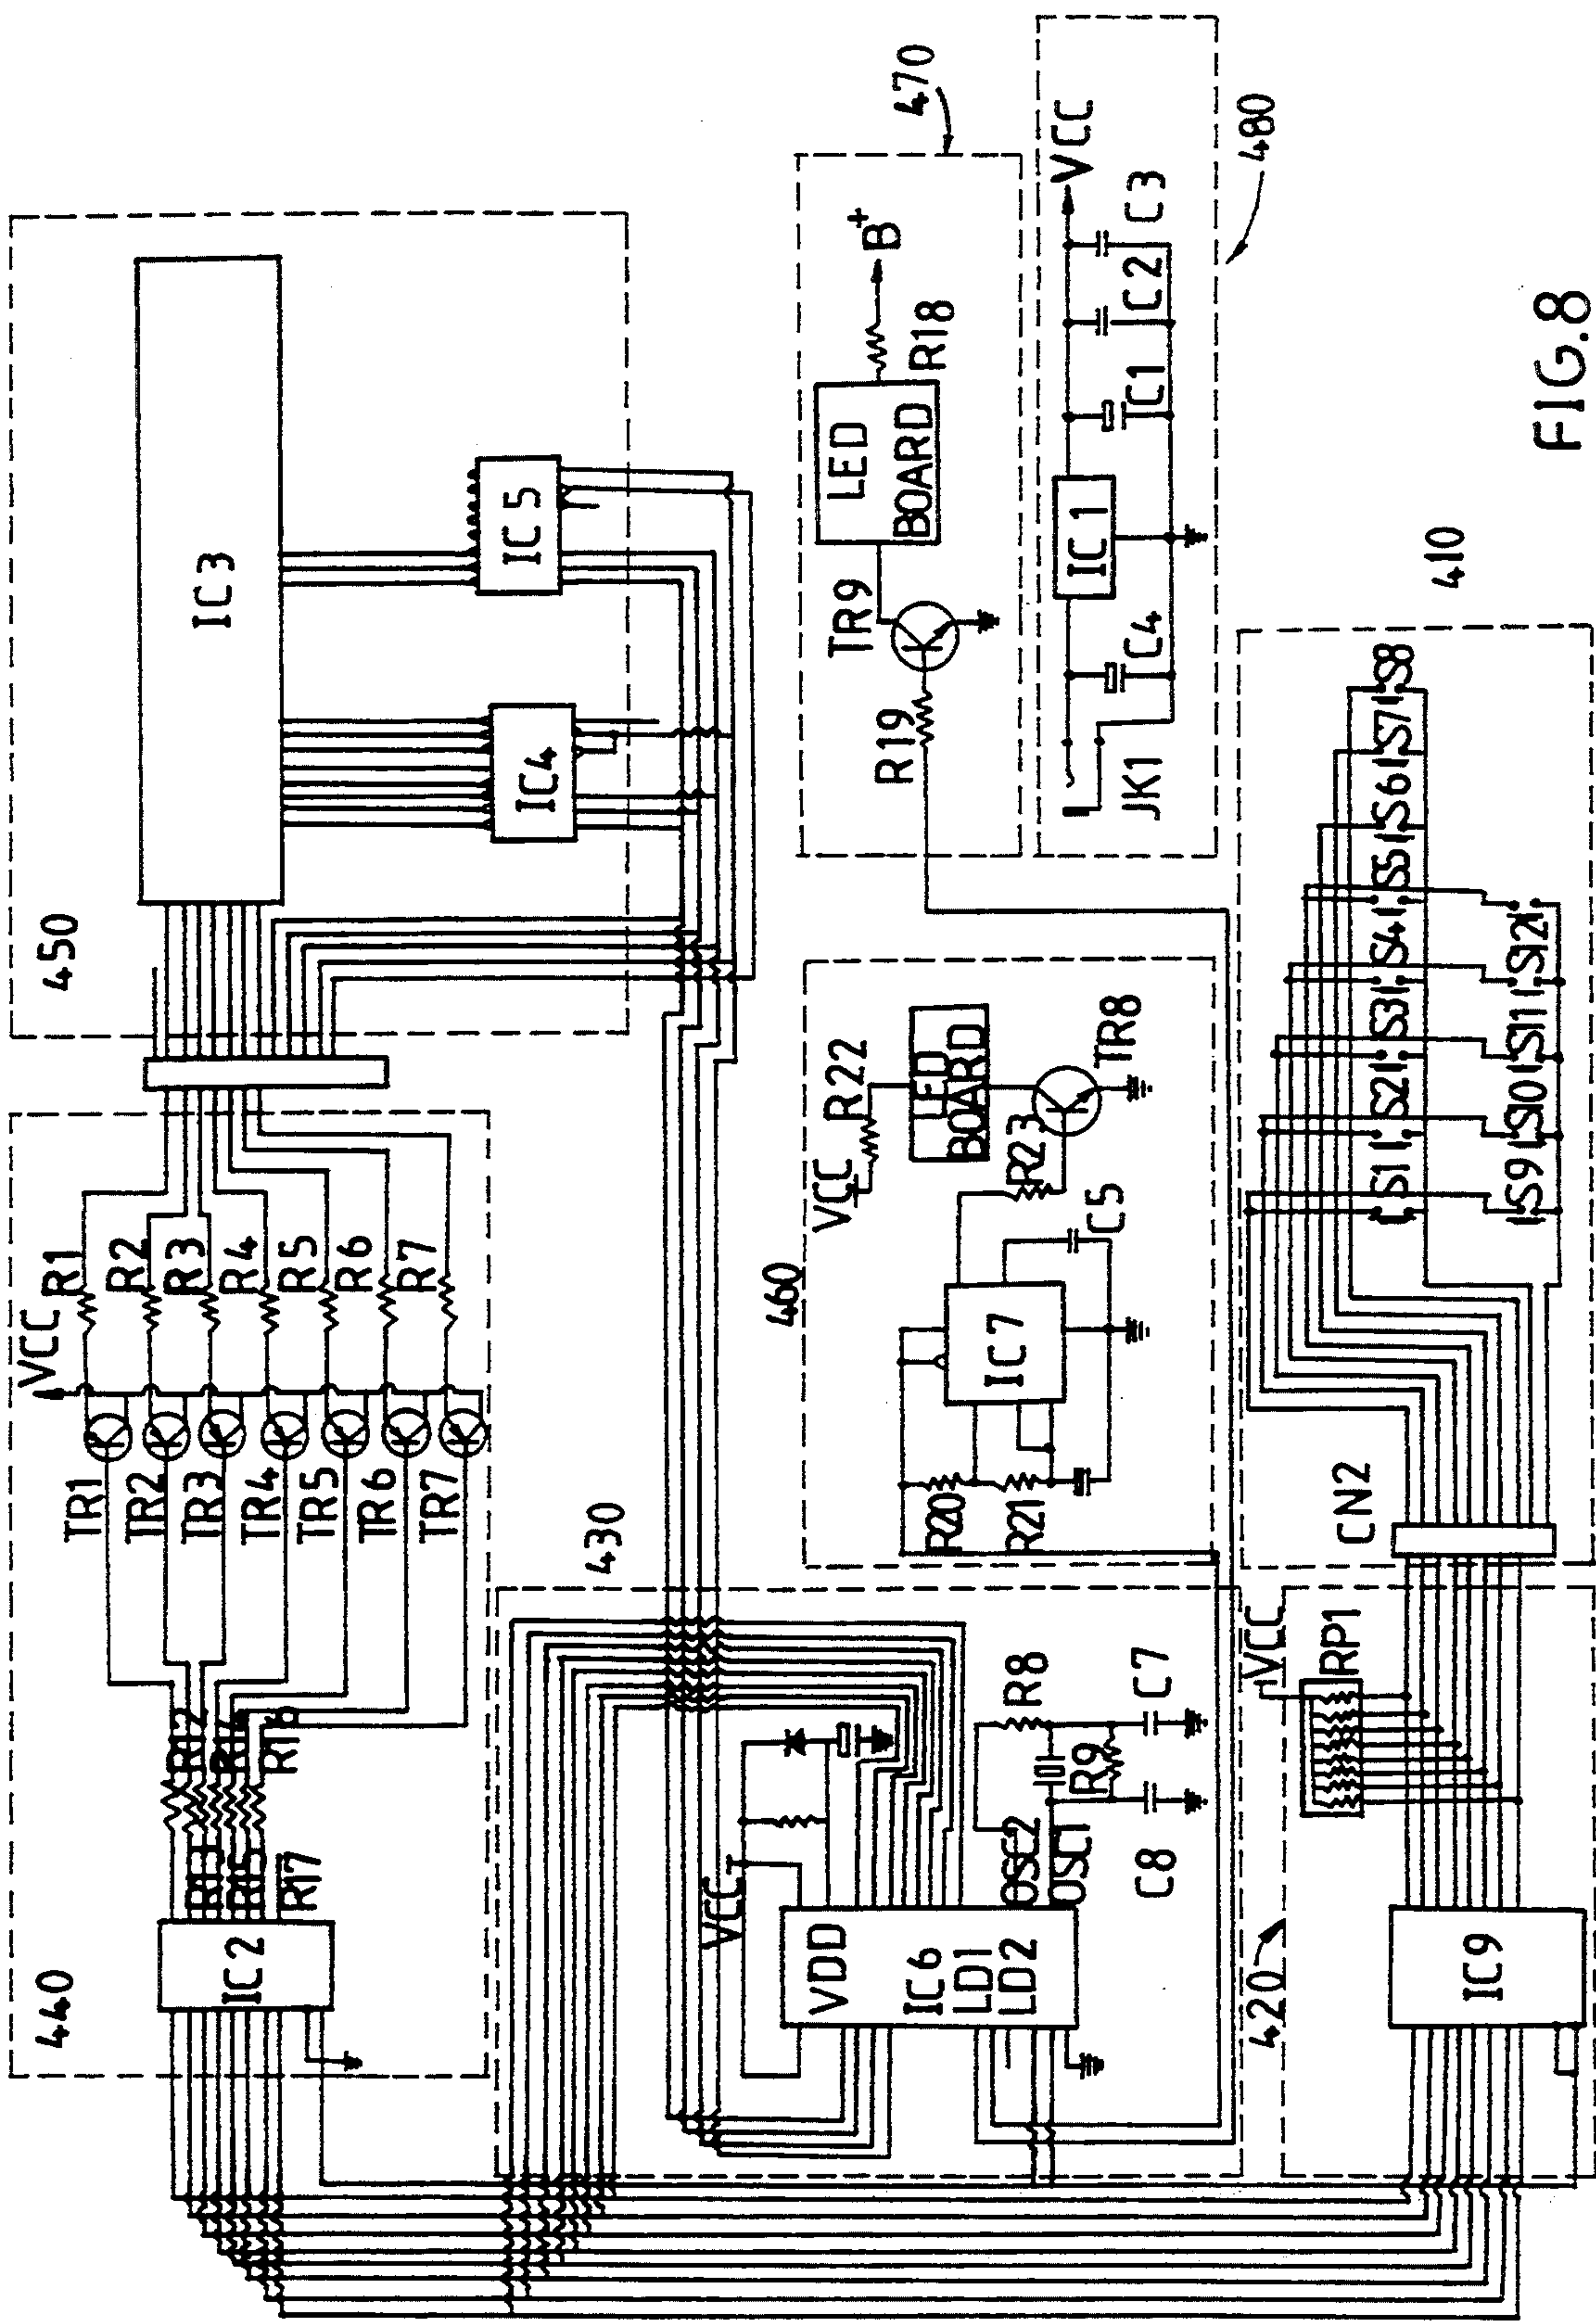 440
IC2
R11
R12
R13
R14
R15
R16
R17
TR1
TR2
TR3
TR4
TR5
TR6
TR7
VCC
R1
R2
R3
R4
R5
R6
R7
450
IC3
IC4
IC5
430
VCC
VDD
IC6
LD1
LD2
OSC2
OSC1
R8
R9
C8
C7
460
R20
R21
IC7
C5
R23
VCC
R22
LED
BOARD
TR8
470
R19
TR9
LED
BOARD
R18
B+
480
JK1
C4
IC1
C1
C2
C3
VCC
420
IC9
VCC
RP1
410
CN2
S1
S2
S3
S4
S5
S6
S7
S8
S9
S10
S11
S12
FIG.8